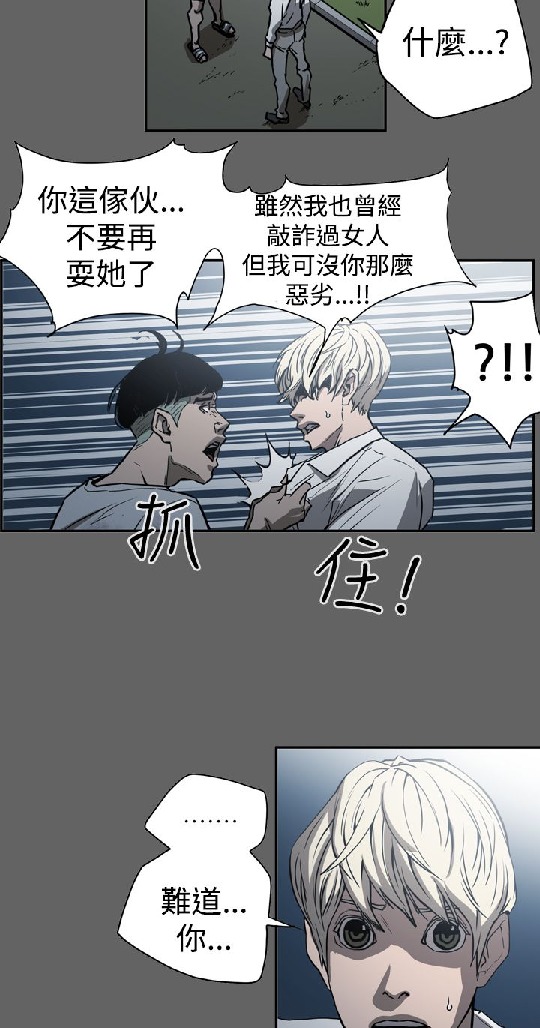 什麼...?
你這傢伙...
不要再
耍她了
雖然我也曾經
敲詐過女人
但我可沒你那麼
惡劣...!!
?!!
抓
住!
.......
難道...
你...